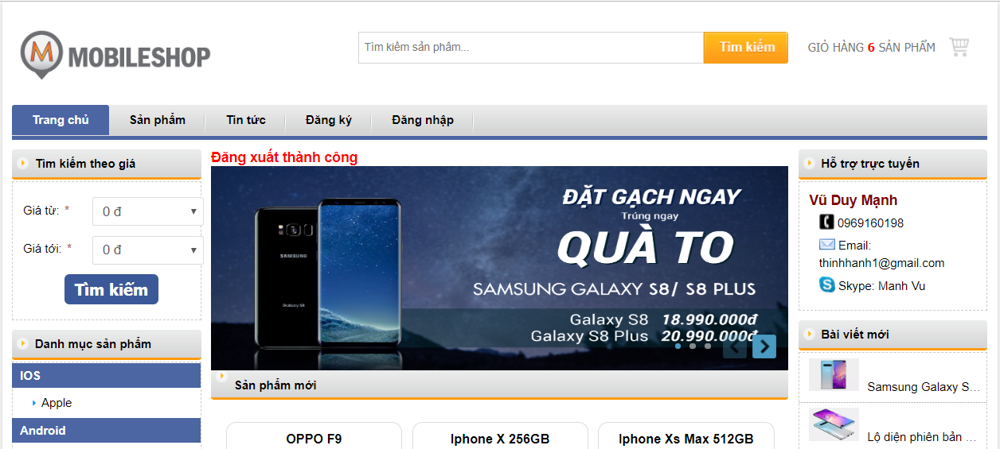 M MOBILESHOP
Tìm kiếm sản phâm...
Tìm kiếm
GIỎ HÀNG 6 SẢN PHẨM
Trang chủ
Sản phẩm
Tin tức
Đăng ký
Đăng nhập
Tìm kiếm theo giá
Giá từ: *
0 đ
Giá tới: *
0 đ
Tìm kiếm
Danh mục sản phẩm
IOS
Apple
Android
Đăng xuất thành công
SAMSUNG
Galaxy S8
ĐẶT GẠCH NGAY
Trúng ngay
QUÀ TO
SAMSUNG GALAXY S8/ S8 PLUS
Galaxy S8 18.990.000đ
Galaxy S8 Plus 20.990.000đ
Sản phẩm mới
OPPO F9
Iphone X 256GB
Iphone Xs Max 512GB
Hỗ trợ trực tuyến
Vũ Duy Mạnh
0969160198
Email:
thinhhanh1@gmail.com
Skype: Manh Vu
Bài viết mới
Samsung Galaxy S...
Lộ diện phiên bản ...